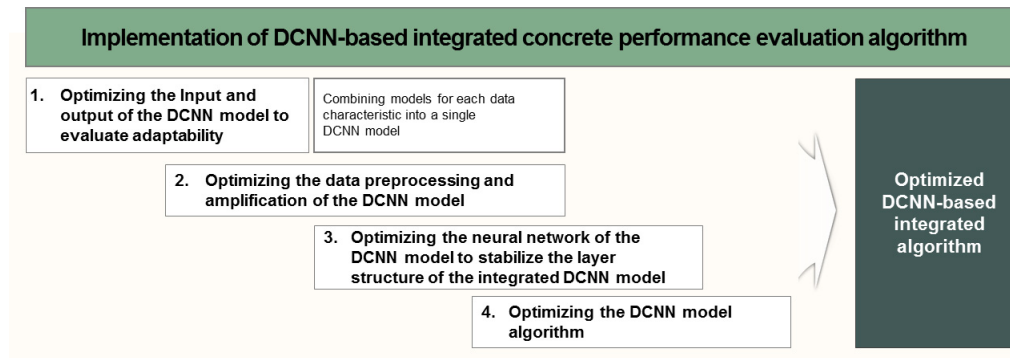 Implementation of DCNN-based integrated concrete performance evaluation algorithm
1. Optimizing the Input and
output of the DCNN model to
evaluate adaptability
Combining models for each data
characteristic into a single
DCNN model
2. Optimizing the data preprocessing and
amplification of the DCNN model
3. Optimizing the neural network of the
DCNN model to stabilize the layer
structure of the integrated DCNN model
4. Optimizing the DCNN model
algorithm
Optimized
DCNN-based
integrated
algorithm